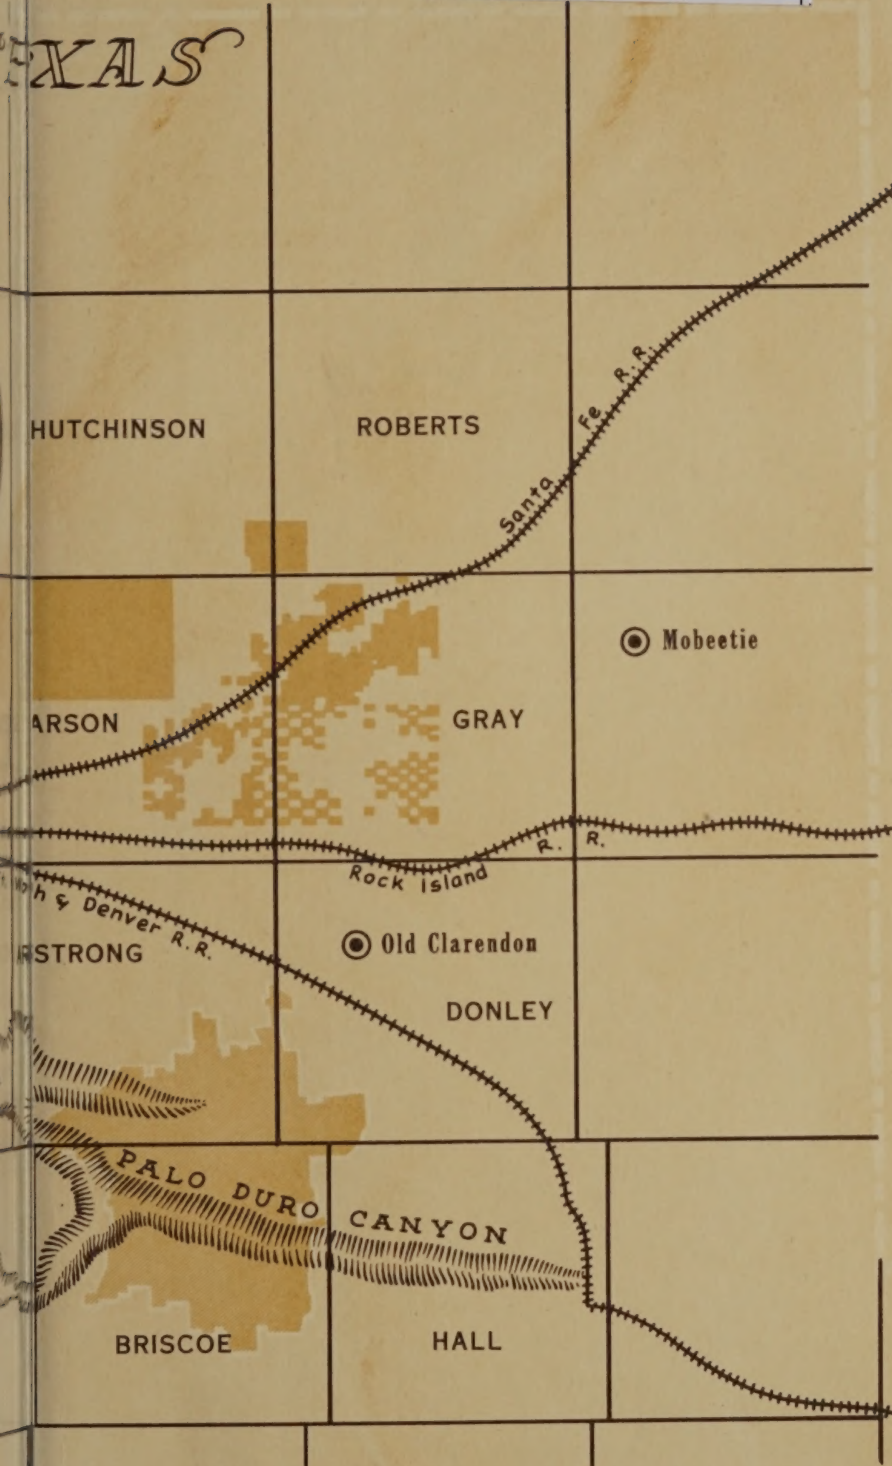 EXAS
HUTCHINSON
ROBERTS
Santa Fe R.R.
Mobeetie
ARSON
GRAY
Rock Island R. R.
h & Denver R.R.
RSTRONG
Old Clarendon
DONLEY
PALO DURO CANYON
BRISCOE
HALL